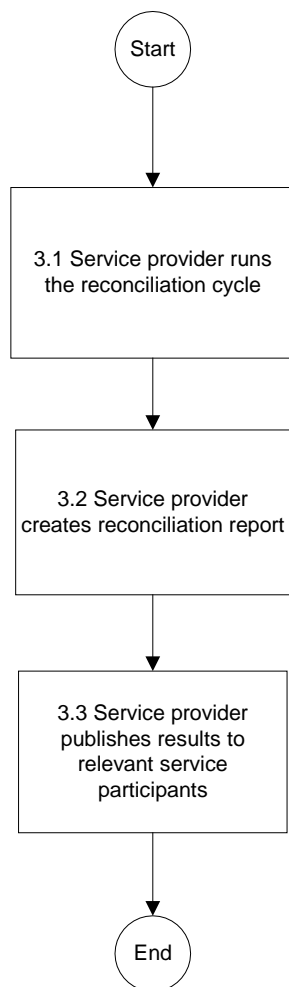 Start
3.1 Service provider runs
the reconciliation cycle
3.2 Service provider
creates reconciliation report
3.3 Service provider
publishes results to
relevant service
participants
End